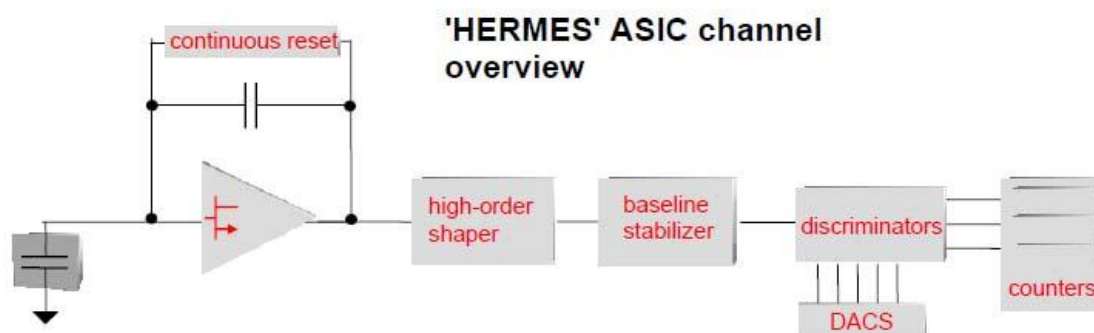 'HERMES' ASIC channel
overview
continuous reset
high-order
shaper
baseline
stabilizer
discriminators
counters
DACS